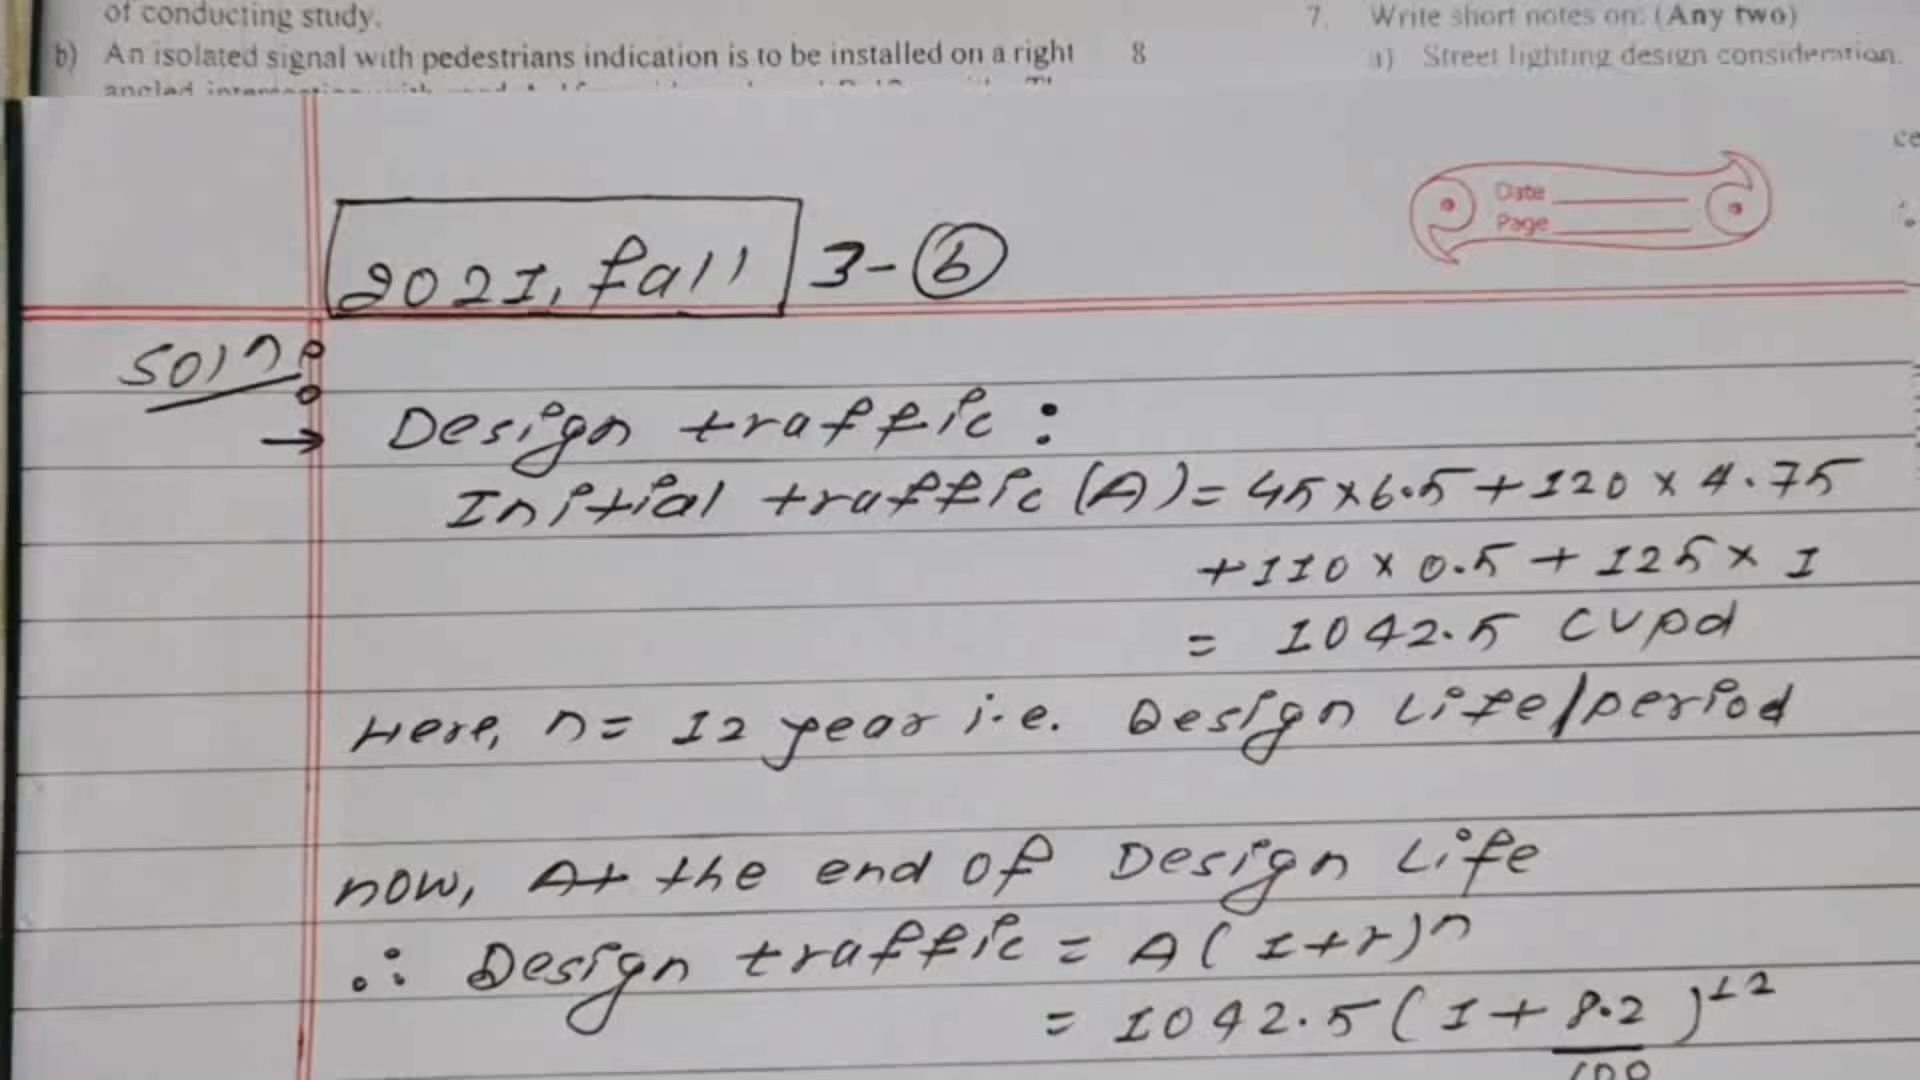 of conducting study.
b) An isolated signal with pedestrians indication is to be installed on a right 8
7. Write short notes on: (Any two)
a) Street lighting design consideration.
Date
Page
2021, fall 3-(b)
Soln:
→ Design traffic:
Initial traffic (A) = 45×6.5+120×4.75
+110×0.5+125×1
= 1042.5 cvpd
Here, n= 12 year i.e. Design Life/period
now, At the end of Design Life
∴ Design traffic = A(1+r)^n
= 1042.5(1+8.2/100)^12